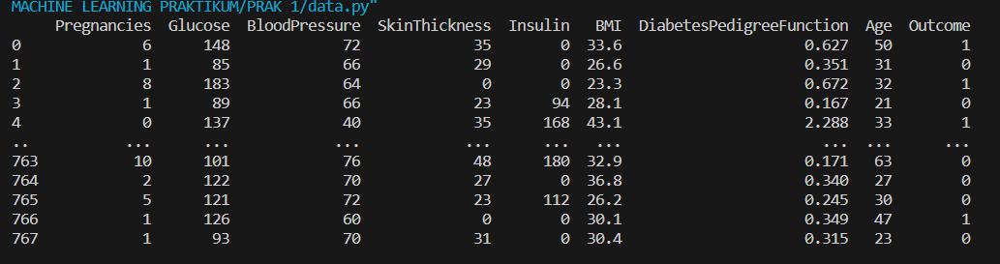 MACHINE LEARNING PRAKTIKUM/PRAK 1/data.py"
Pregnancies Glucose BloodPressure SkinThickness Insulin BMI DiabetesPedigreeFunction Age Outcome
0 6 148 72 35 0 33.6 0.627 50 1
1 1 85 66 29 0 26.6 0.351 31 0
2 8 183 64 0 0 23.3 0.672 32 1
3 1 89 66 23 94 28.1 0.167 21 0
4 0 137 40 35 168 43.1 2.288 33 1
.. ... ... ... ... ... ... ... ... ...
763 10 101 76 48 180 32.9 0.171 63 0
764 2 122 70 27 0 36.8 0.340 27 0
765 5 121 72 23 112 26.2 0.245 30 0
766 1 126 60 0 0 30.1 0.349 47 1
767 1 93 70 31 0 30.4 0.315 23 0